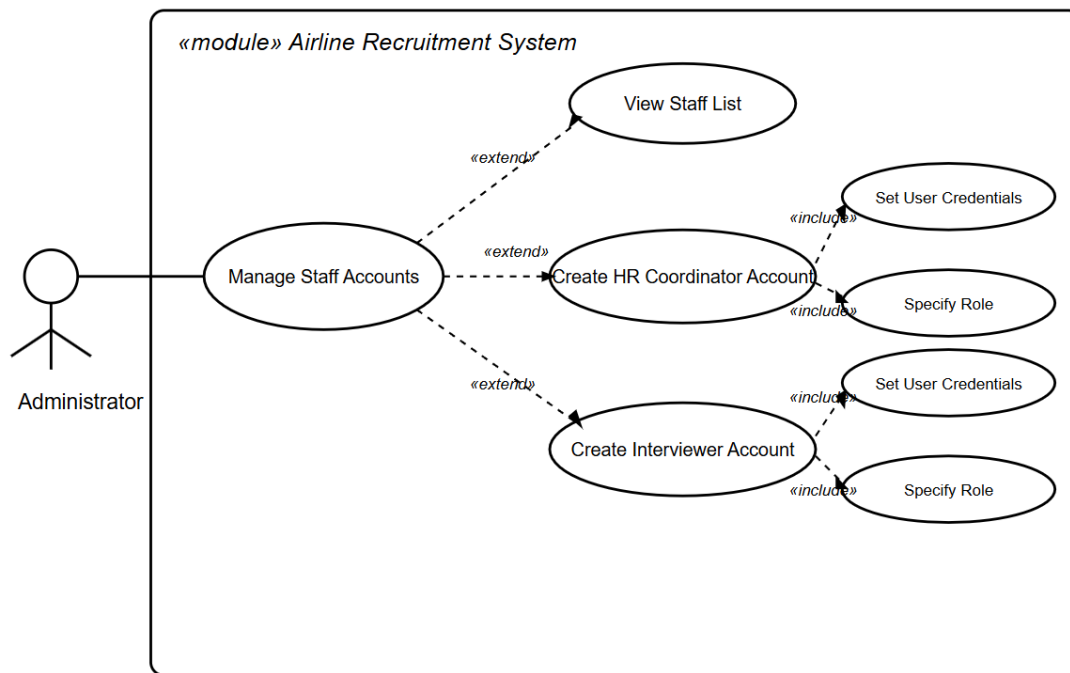 «module» Airline Recruitment System
View Staff List
«extend»
Set User Credentials
«include»
Manage Staff Accounts
«extend»
Create HR Coordinator Account
Specify Role
«include»
Administrator
«extend»
Set User Credentials
«include»
Create Interviewer Account
Specify Role
«include»